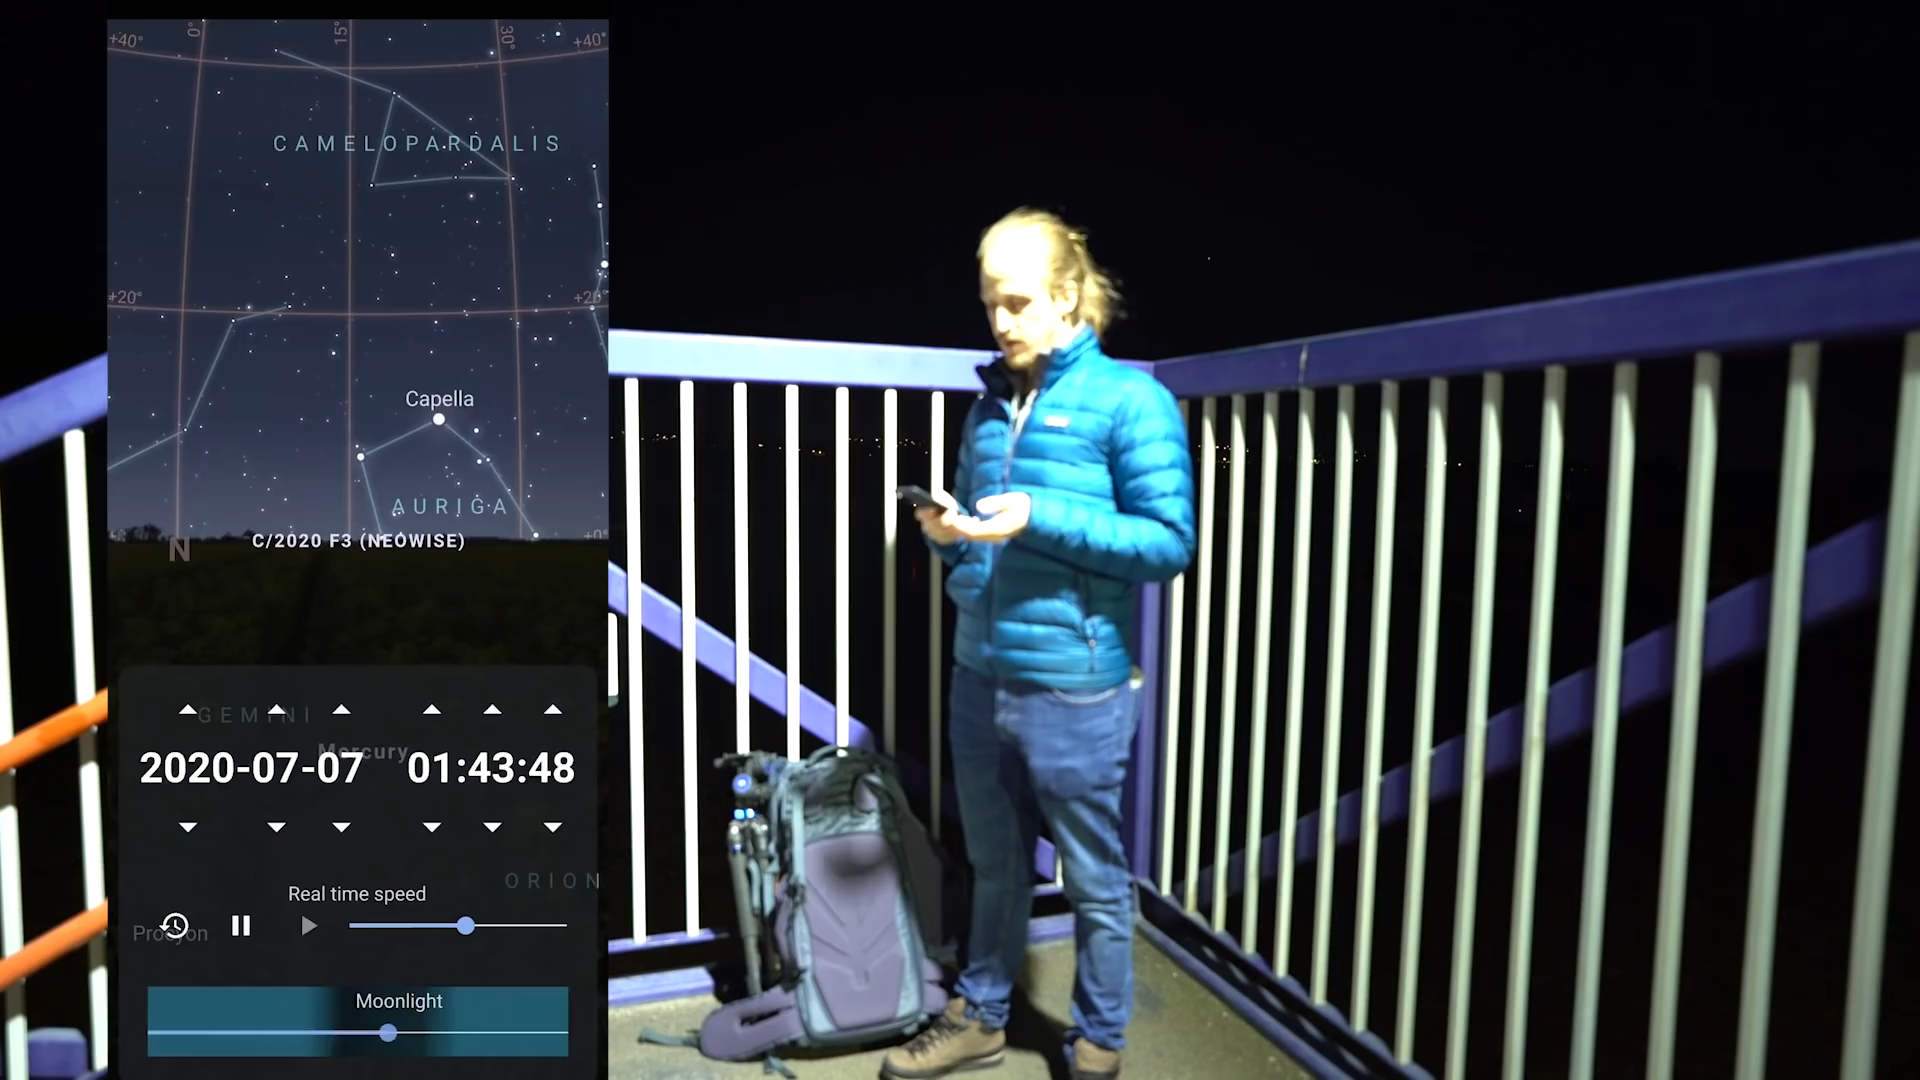 0° 15° 30°
+40° +40°
CAMELOPARDALIS
+20° +20°
Capella
AURIGA
+0°
N C/2020 F3 (NEOWISE)
GEMINI
Mercury
2020-07-07 01:43:48
ORION
Real time speed
Procyon
Moonlight